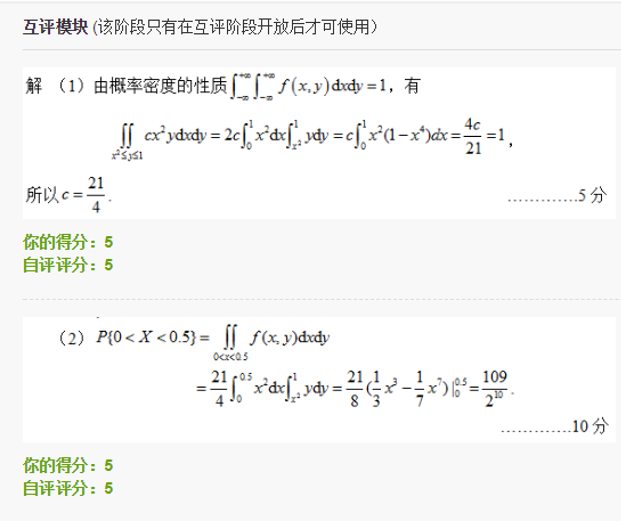 互评模块 (该阶段只有在互评阶段开放后才可使用)
解 （1）由概率密度的性质∫_{-∞}^{+∞}∫_{-∞}^{+∞} f(x,y)dxdy=1，有
∬_{x²≤y≤1} cx²ydxdy = 2c∫_0^1 x²dx∫_{x²}^1 ydy = c∫_0^1 x²(1-x⁴)dx = 4c/21 = 1，
所以 c = 21/4 . …………5 分
你的得分：5
自评评分：5
（2） P{0<X<0.5} = ∬_{0<x<0.5} f(x,y)dxdy
= 21/4 ∫_0^{0.5} x²dx∫_{x²}^1 ydy = 21/8 (1/3 x³ - 1/7 x⁷)|_0^{0.5} = 109/2^{10} .
…………10 分
你的得分：5
自评评分：5